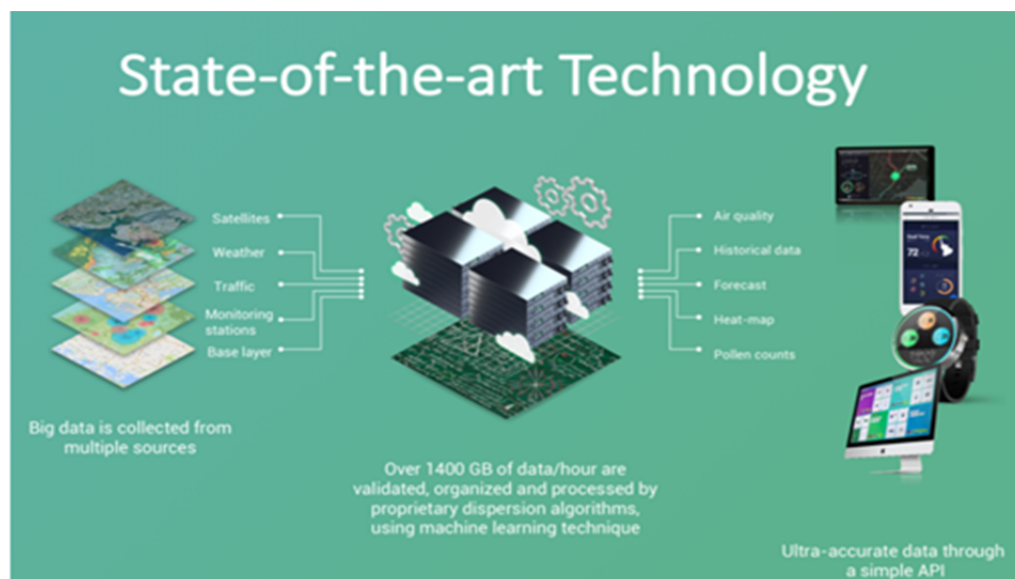 State-of-the-art Technology
Satellites
Weather
Traffic
Monitoring
stations
Base layer
Air quality
Historical data
Forecast
Heat-map
Pollen counts
Big data is collected from
multiple sources
Over 1400 GB of data/hour are
validated, organized and processed by
proprietary dispersion algorithms,
using machine learning technique
72
Ultra-accurate data through
a simple API